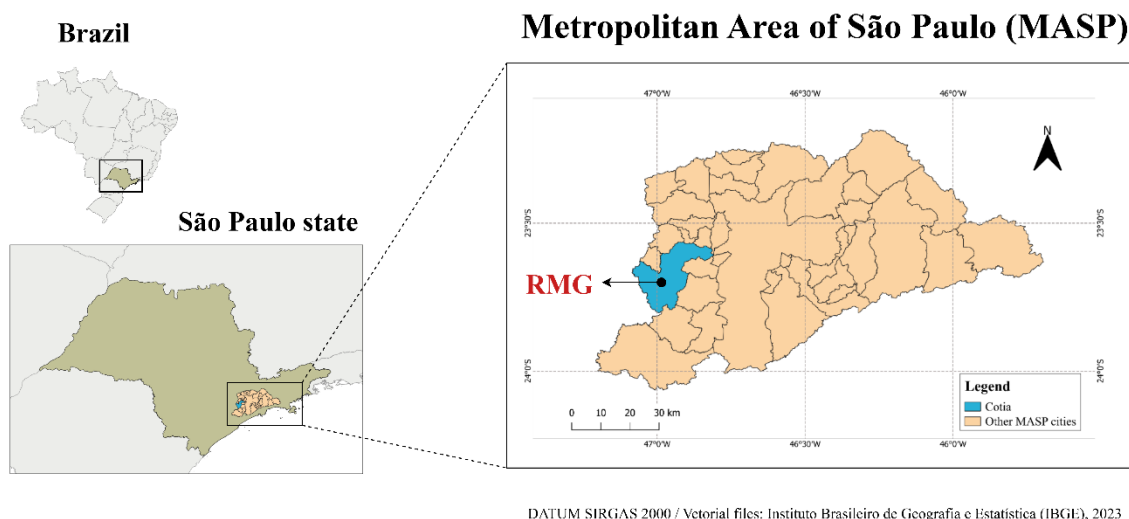 Brazil
São Paulo state
Metropolitan Area of São Paulo (MASP)
47°0'W 46°30'W 46°0'W
N
23°30'S 23°30'S
RMG
24°0'S 24°0'S
Legend
Cotia
Other MASP cities
0 10 20 30 km
47°0'W 46°30'W 46°0'W
DATUM SIRGAS 2000 / Vetorial files: Instituto Brasileiro de Geografia e Estatística (IBGE), 2023